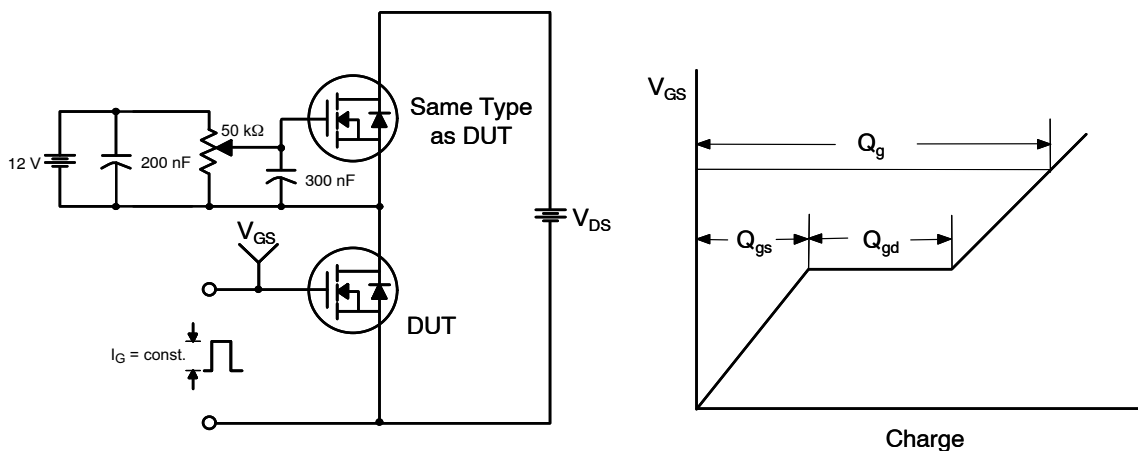 12 V
200 nF
50 kΩ
300 nF
Same Type
as DUT
V_DS
V_GS
DUT
I_G = const.
V_GS
Q_g
Q_gs
Q_gd
Charge